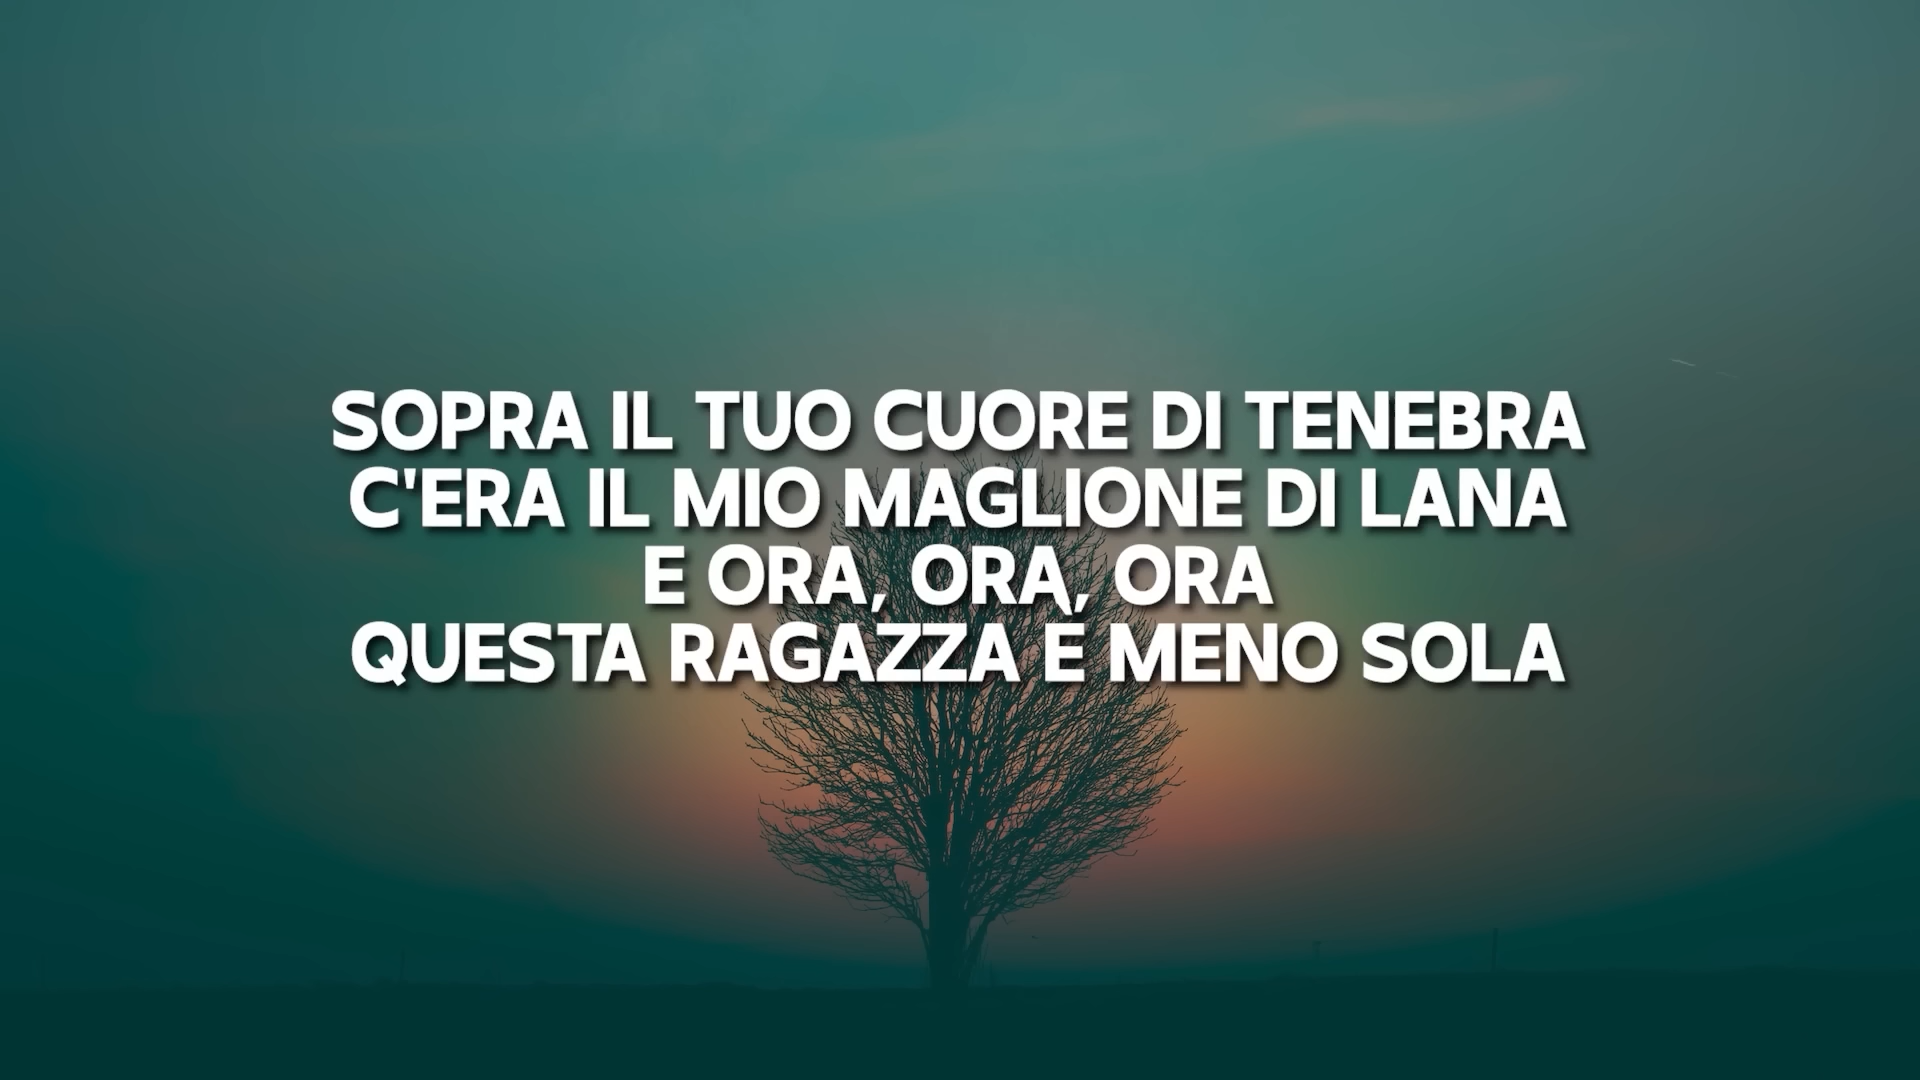 SOPRA IL TUO CUORE DI TENEBRA
C'ERA IL MIO MAGLIONE DI LANA
E ORA, ORA, ORA
QUESTA RAGAZZA È MENO SOLA